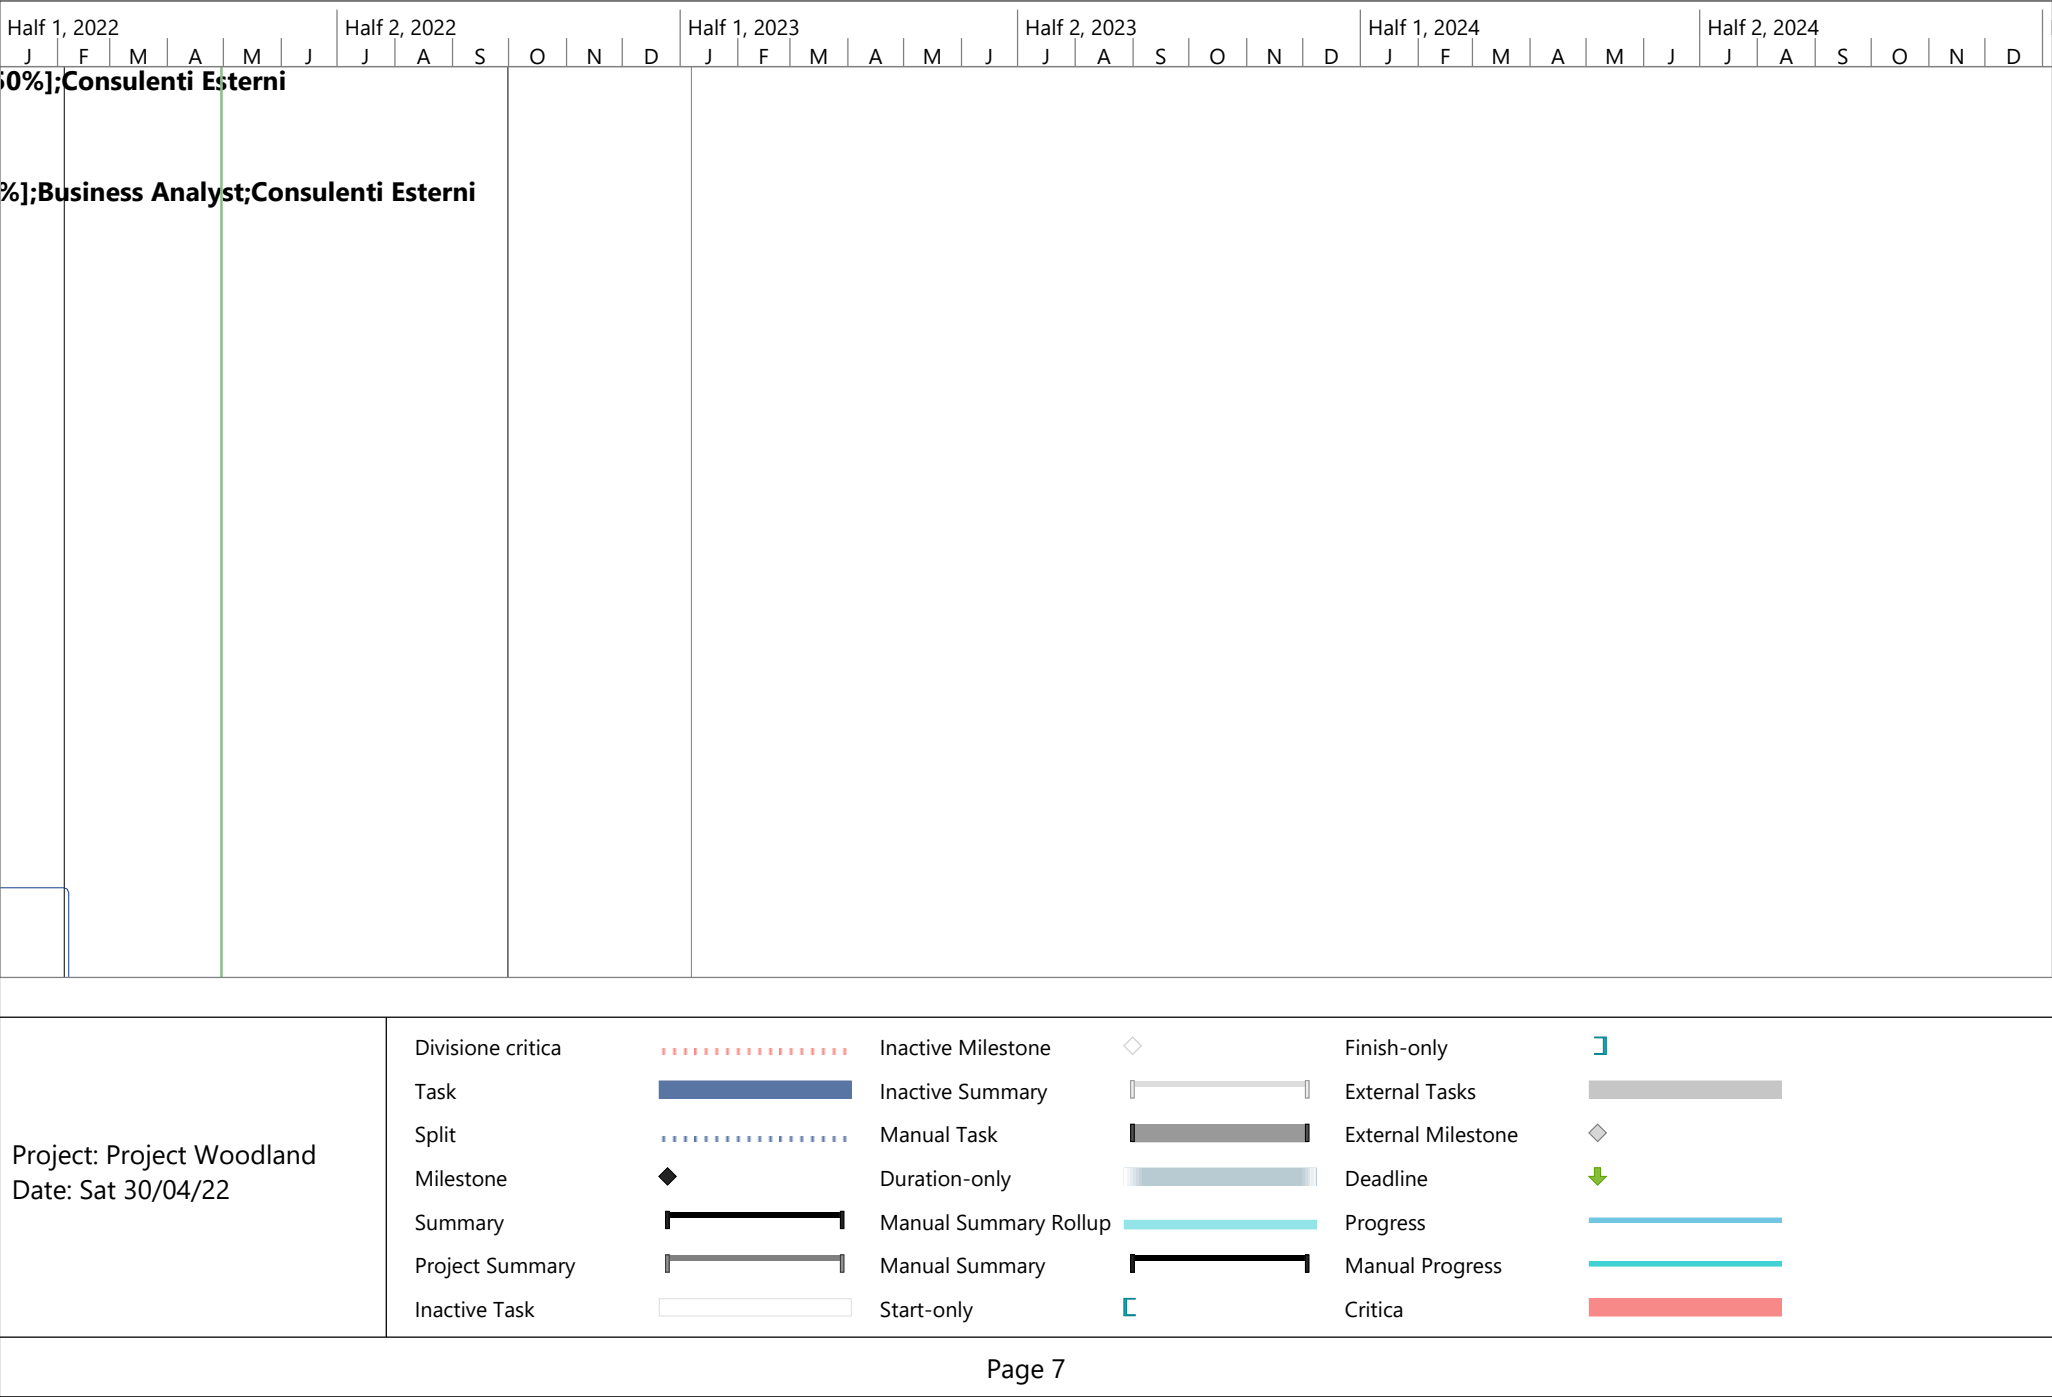 Half 1, 2022 Half 2, 2022 Half 1, 2023 Half 2, 2023 Half 1, 2024 Half 2, 2024
J F M A M J J A S O N D J F M A M J J A S O N D J F M A M J J A S O N D
0%];Consulenti Esterni
%];Business Analyst;Consulenti Esterni
Project: Project Woodland
Date: Sat 30/04/22
Divisione critica
Task
Split
Milestone
Summary
Project Summary
Inactive Task
Inactive Milestone
Inactive Summary
Manual Task
Duration-only
Manual Summary Rollup
Manual Summary
Start-only
Finish-only
External Tasks
External Milestone
Deadline
Progress
Manual Progress
Critica
Page 7